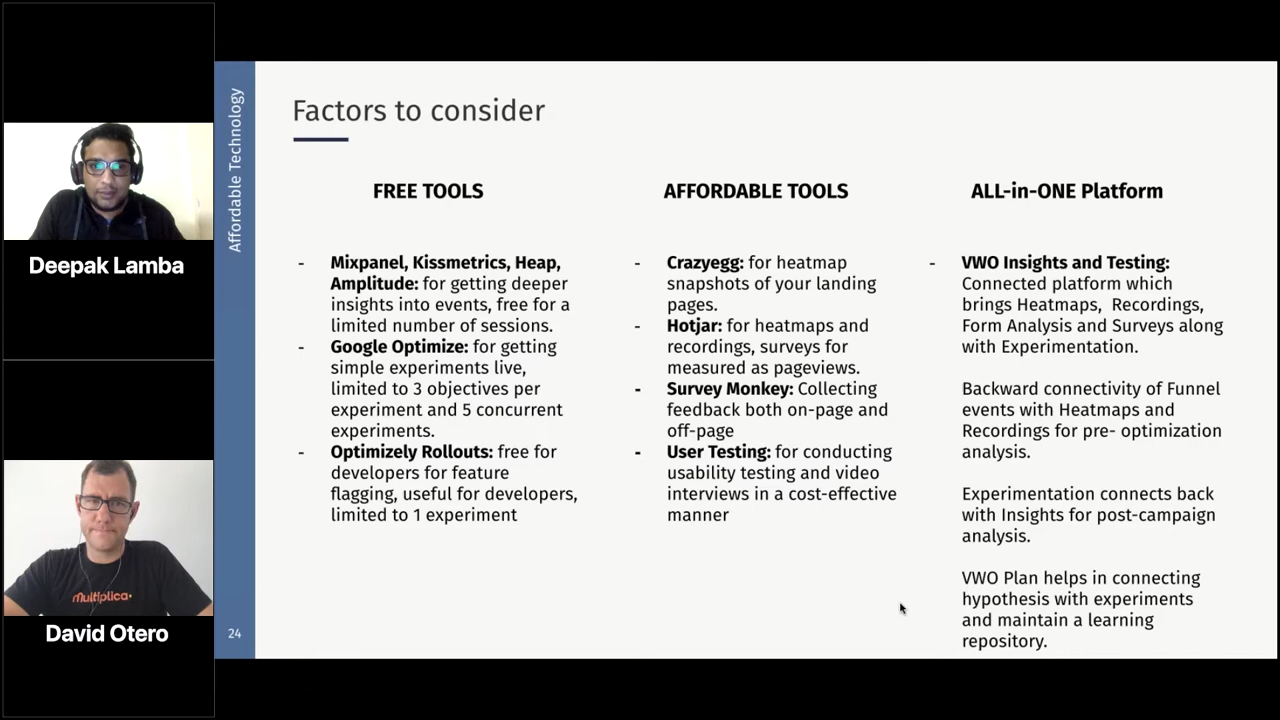 Deepak Lamba
Multiplica
David Otero
Affordable Technology
24
Factors to consider
FREE TOOLS
- Mixpanel, Kissmetrics, Heap,
Amplitude: for getting deeper
insights into events, free for a
limited number of sessions.
- Google Optimize: for getting
simple experiments live,
limited to 3 objectives per
experiment and 5 concurrent
experiments.
- Optimizely Rollouts: free for
developers for feature
flagging, useful for developers,
limited to 1 experiment
AFFORDABLE TOOLS
- Crazyegg: for heatmap
snapshots of your landing
pages.
- Hotjar: for heatmaps and
recordings, surveys for
measured as pageviews.
- Survey Monkey: Collecting
feedback both on-page and
off-page
- User Testing: for conducting
usability testing and video
interviews in a cost-effective
manner
ALL-in-ONE Platform
- VWO Insights and Testing:
Connected platform which
brings Heatmaps, Recordings,
Form Analysis and Surveys along
with Experimentation.
Backward connectivity of Funnel
events with Heatmaps and
Recordings for pre- optimization
analysis.
Experimentation connects back
with Insights for post-campaign
analysis.
VWO Plan helps in connecting
hypothesis with experiments
and maintain a learning
repository.